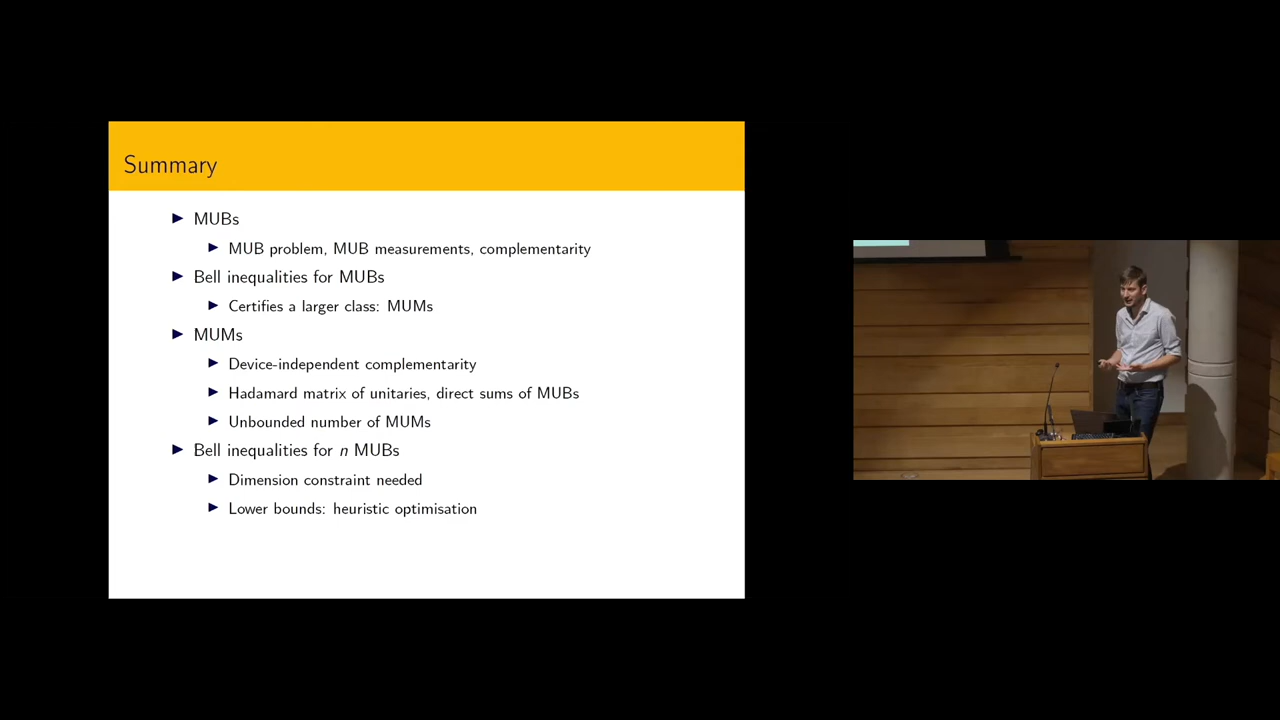 Summary
MUBs
MUB problem, MUB measurements, complementarity
Bell inequalities for MUBs
Certifies a larger class: MUMs
MUMs
Device-independent complementarity
Hadamard matrix of unitaries, direct sums of MUBs
Unbounded number of MUMs
Bell inequalities for n MUBs
Dimension constraint needed
Lower bounds: heuristic optimisation